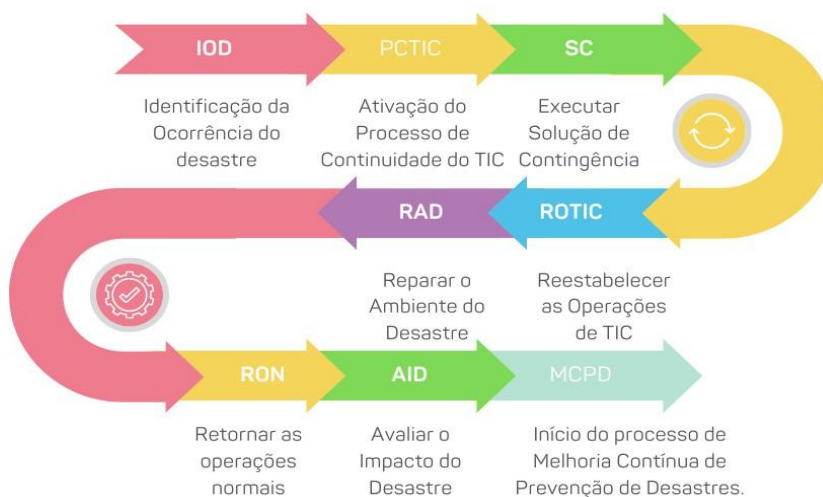 IOD
PCTIC
SC
Identificação da
Ocorrência do
desastre
Ativação do
Processo de
Continuidade do TIC
Executar
Solução de
Contingência
RAD
ROTIC
Reparar o
Ambiente do
Desastre
Reestabelecer
as Operações
de TIC
RON
AID
MCPD
Retornar as
operações
normais
Avaliar o
Impacto do
Desastre
Início do processo de
Melhoria Contínua de
Prevenção de Desastres.